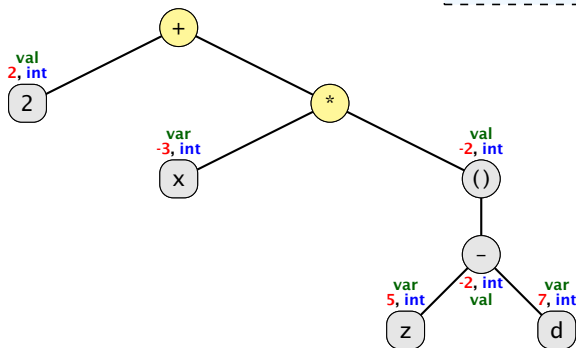 +
val
2, int
2
*
var
-3, int
x
val
-2, int
()
-
-2, int
val
var
5, int
z
var
7, int
d